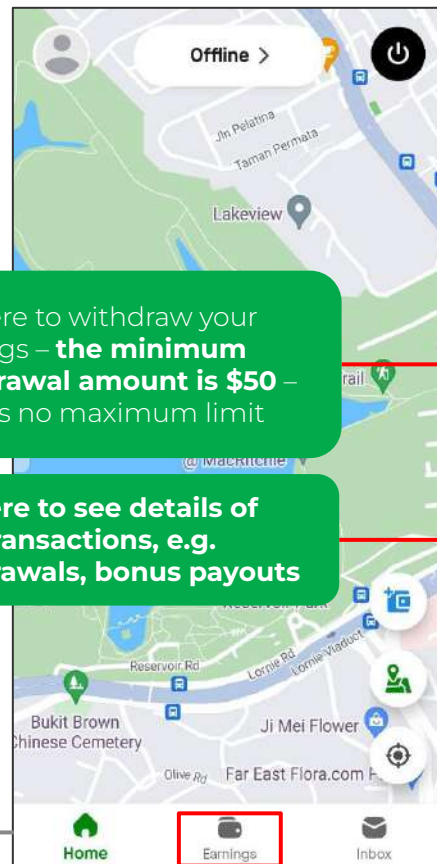 Offline >
Jln Pelatina
Taman Permata
Lakeview
ere to withdraw your
gs – the minimum
rawal amount is $50 –
s no maximum limit
rail
@ MacRitchie
ere to see details of
ransactions, e.g.
rawals, bonus payouts
Reservoir Park
Reservoir Rd
Lornie Rd
Lornie Viaduct
Bukit Brown
Chinese Cemetery
Ji Mei Flower
Olive Rd
Far East Flora.com
Home
Earnings
Inbox